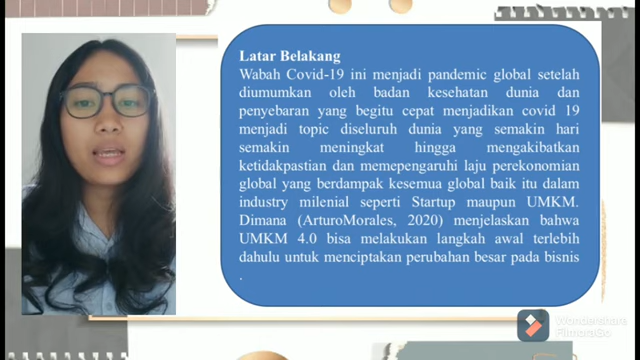 Latar Belakang
Wabah Covid-19 ini menjadi pandemic global setelah
diumumkan oleh badan kesehatan dunia dan
penyebaran yang begitu cepat menjadikan covid 19
menjadi topic diseluruh dunia yang semakin hari
semakin meningkat hingga mengakibatkan
ketidakpastian dan memepengaruhi laju perekonomian
global yang berdampak kesemua global baik itu dalam
industry milenial seperti Startup maupun UMKM.
Dimana (ArturoMorales, 2020) menjelaskan bahwa
UMKM 4.0 bisa melakukan langkah awal terlebih
dahulu untuk menciptakan perubahan besar pada bisnis
.
Wondershare
FilmoraGo